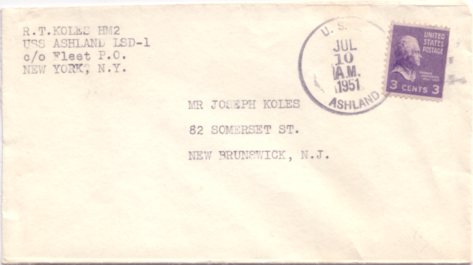 R.T.KOLES HM2
USS ASHLAND LSD-1
c/o Fleet P.O.
NEW YORK, N.Y.
U. S.
JUL
10
A.M.
1951
ASHLAND
UNITED
STATES
POSTAGE
3 CENTS 3
MR JOSEPH KOLES
82 SOMERSET ST.
NEW BRUNSWICK, N.J.